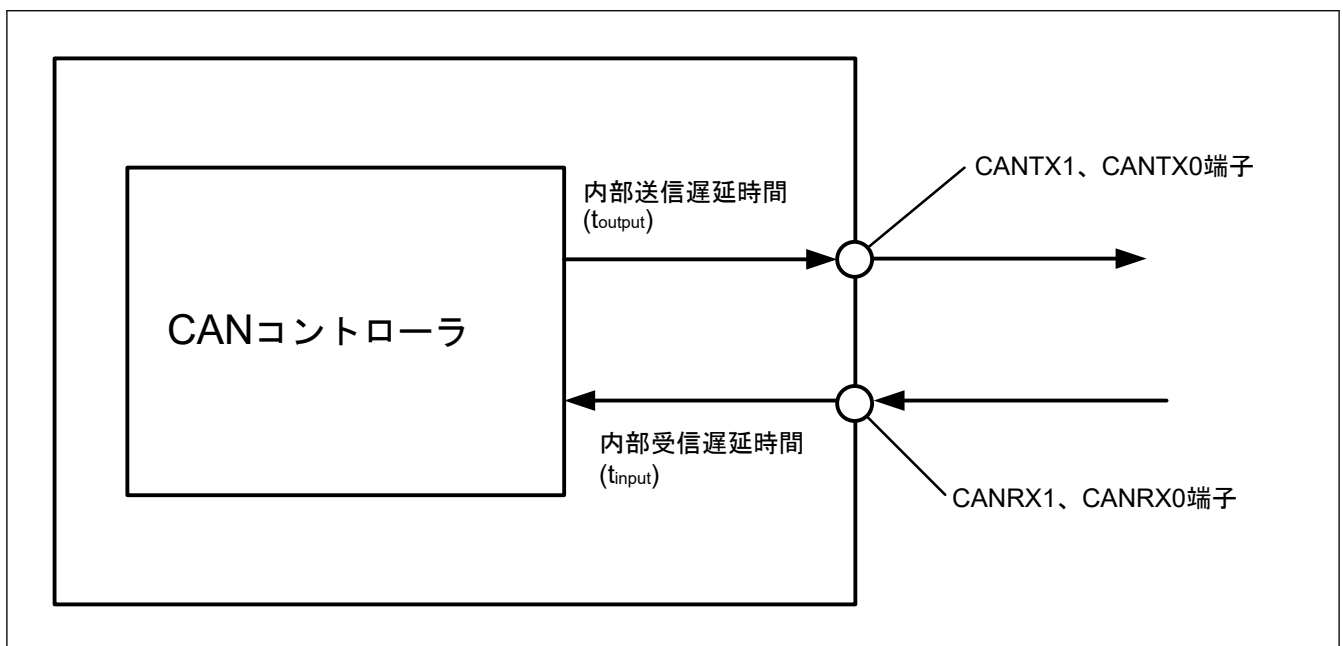 CANTX1、CANTX0端子
内部送信遅延時間
(toutput)
CANコントローラ
内部受信遅延時間
(tinput)
CANRX1、CANRX0端子